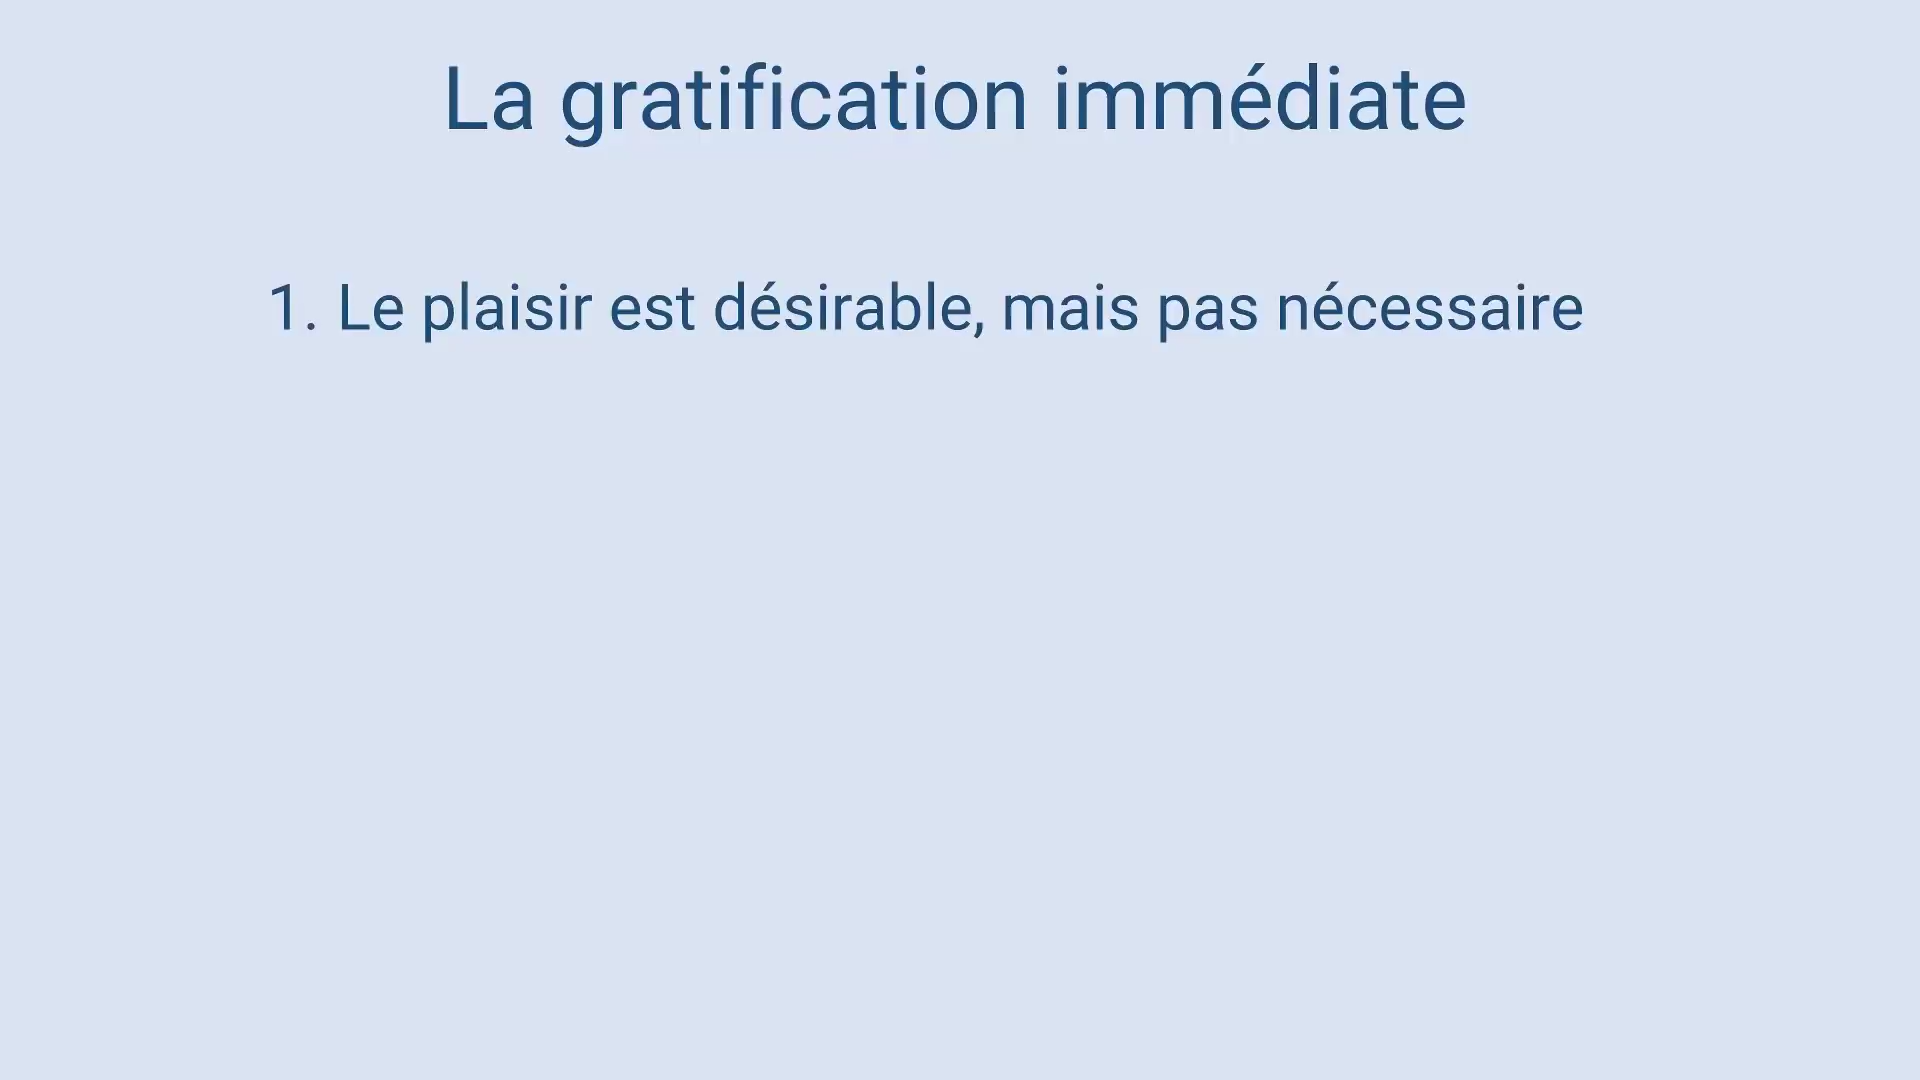 La gratification immédiate
1. Le plaisir est désirable, mais pas nécessaire